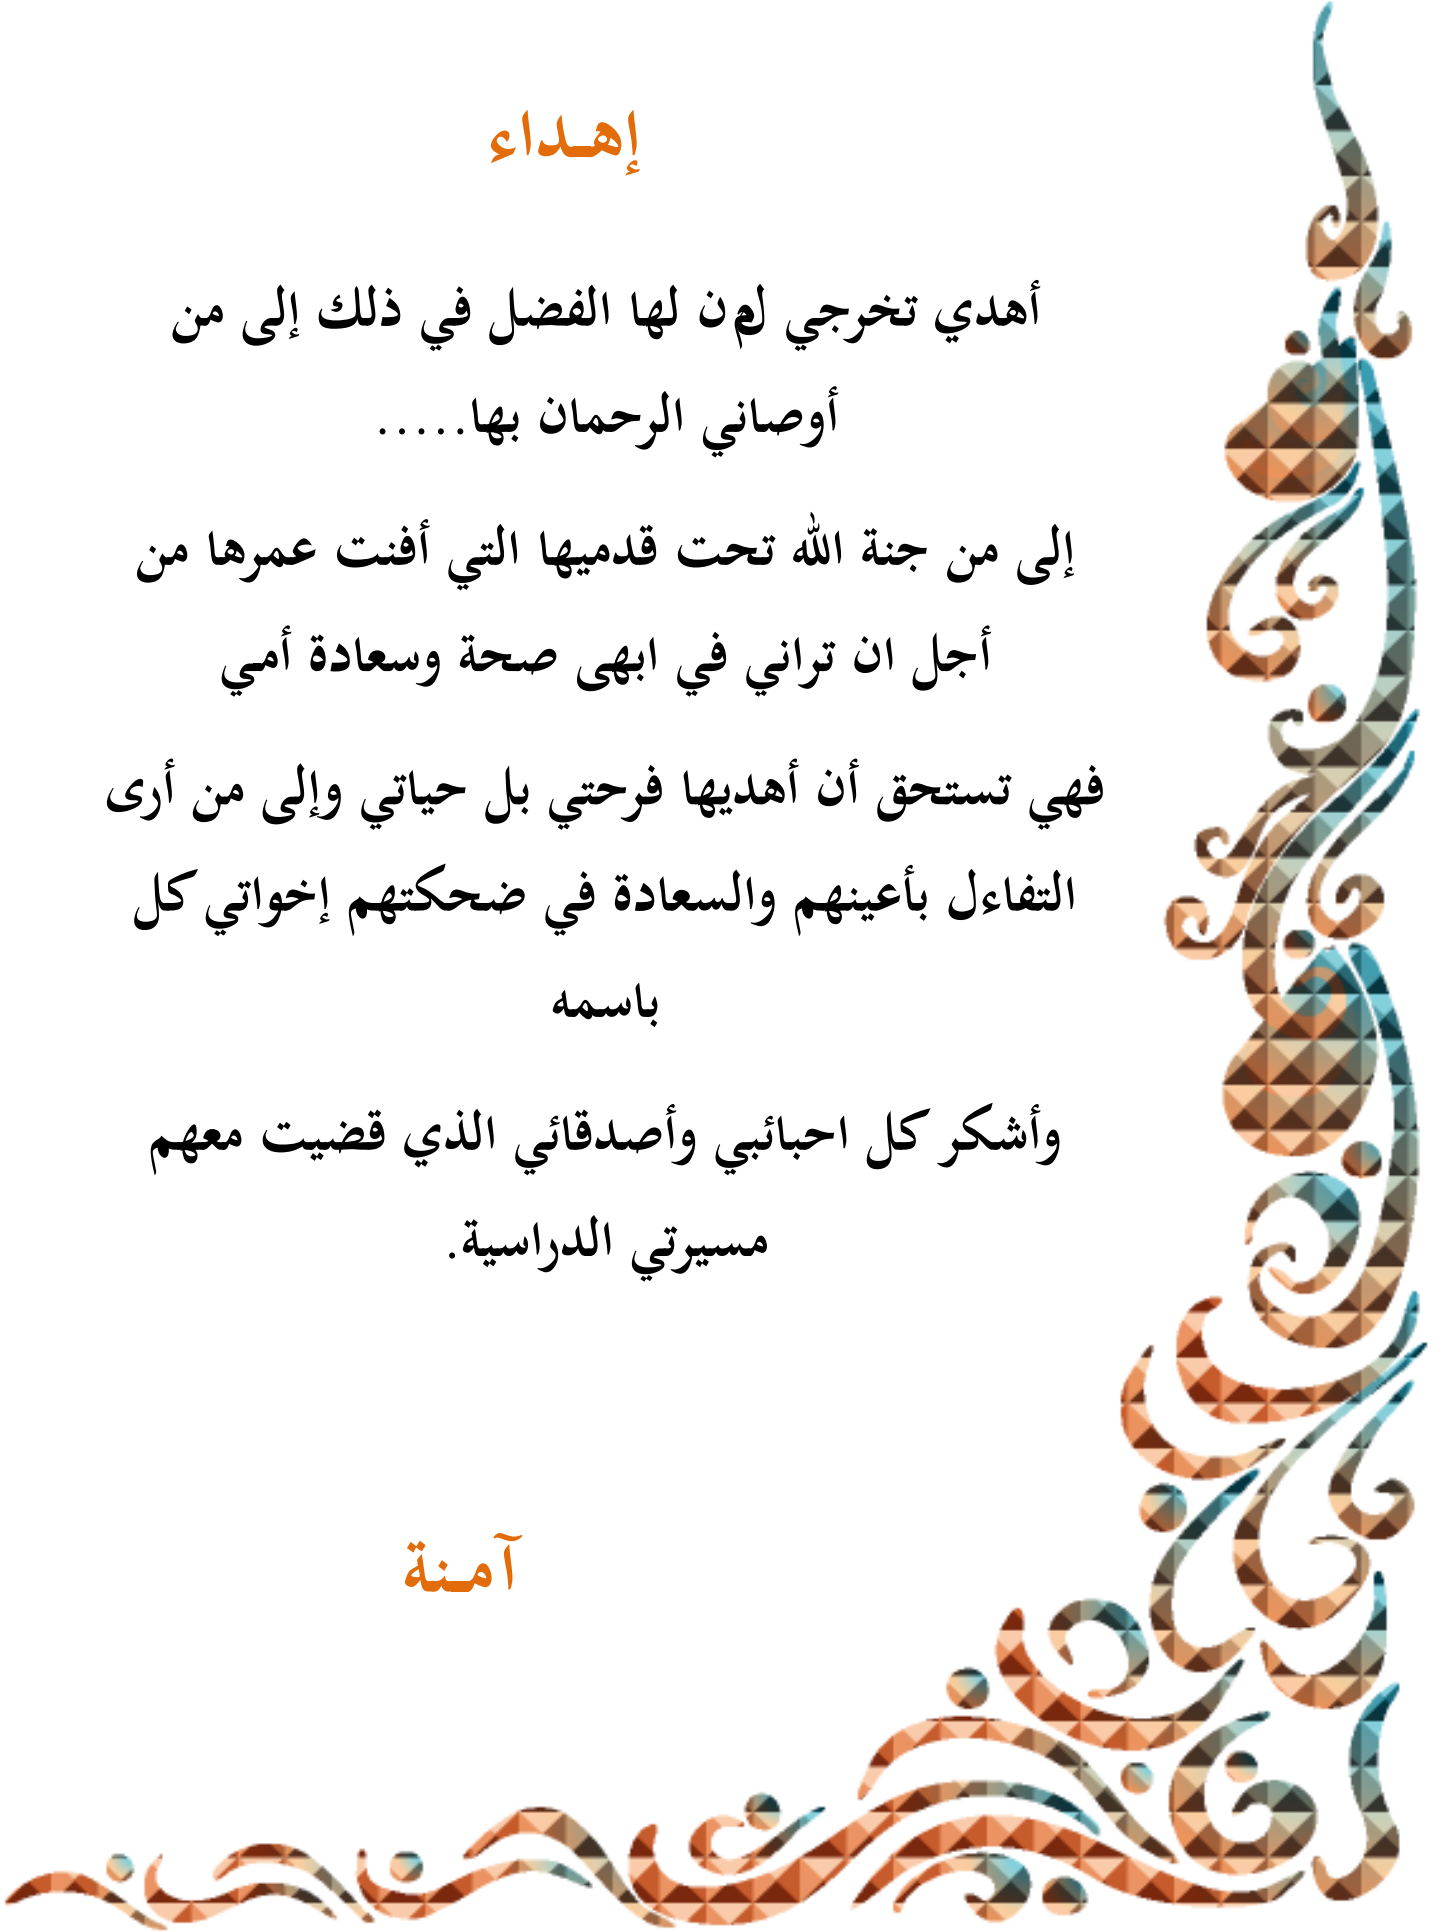 إهـداء
أهدي تخرجي لمن لها الفضل في ذلك إلى من
أوصاني الرحمان بها.....
إلى من جنة الله تحت قدميها التي أفنت عمرها من
أجل ان تراني في ابهى صحة وسعادة أمي
فهي تستحق أن أهديها فرحتي بل حياتي وإلى من أرى
التفاءل بأعينهم والسعادة في ضحكتهم إخواتي كل
باسمه
وأشكر كل احبائبي وأصدقائي الذي قضيت معهم
مسيرتي الدراسية.
آمـنة